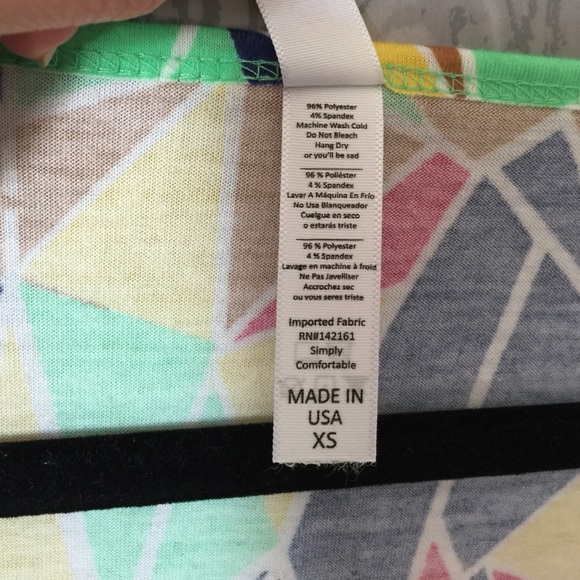 96% Polyester
4% Spandex
Machine Wash Cold
Do Not Bleach
Hang Dry
or you'll be sad
96 % Poliéster
4 % Spandex
Lavar A Máquina En Frío
No Usa Blanqueador
Cuelgue en seco
o estarás triste
96 % Polyester
4 % Spandex
Lavage en machine à froid
Ne Pas Javelliser
Accrochez sec
ou vous serez triste
Imported Fabric
RN#142161
Simply
Comfortable
MADE IN
USA
XS